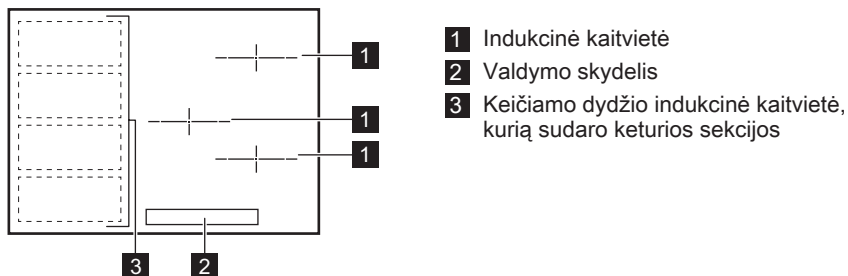 1
1
1
3
2
1 Indukcinė kaitvietė
2 Valdymo skydelis
3 Keičiamo dydžio indukcinė kaitvietė,
kurią sudaro keturios sekcijos